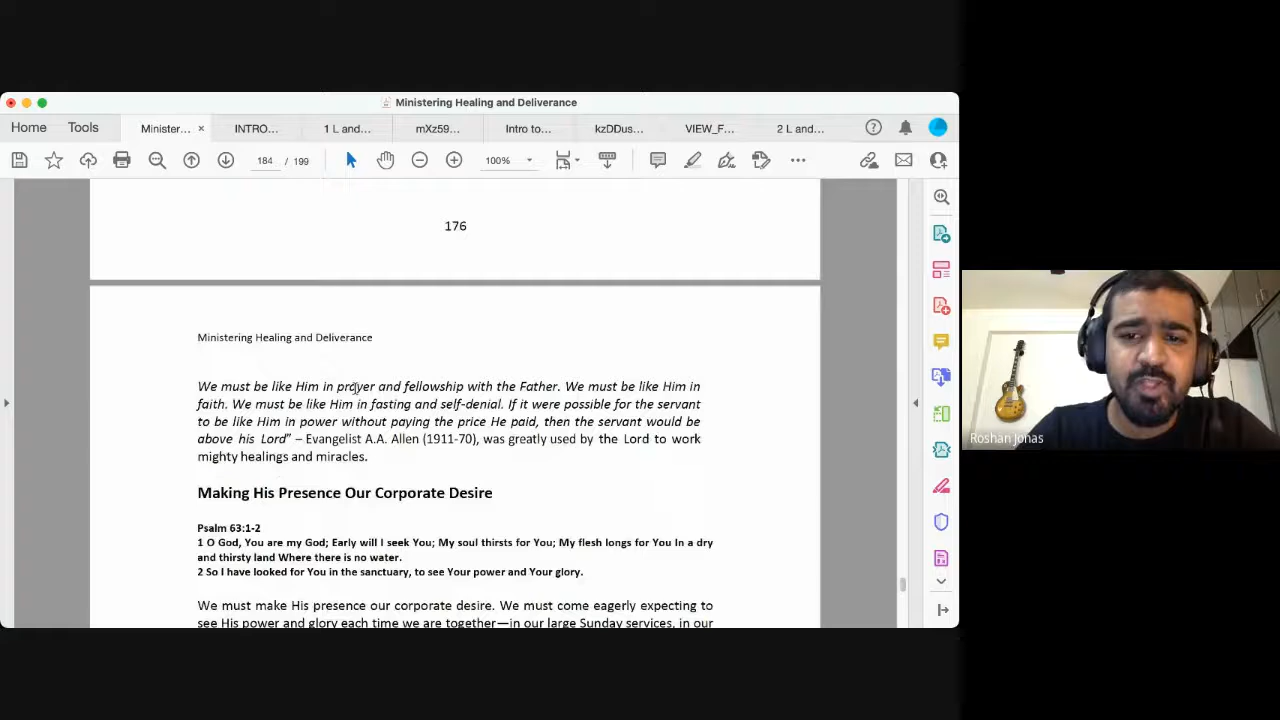 Ministering Healing and Deliverance
Home Tools Minister... × INTRO... 1 L and... mXz59... Intro to... kzDDus... VIEW_F... 2 L and...
184 / 199 100%
176
Ministering Healing and Deliverance
We must be like Him in prayer and fellowship with the Father. We must be like Him in
faith. We must be like Him in fasting and self-denial. If it were possible for the servant
to be like Him in power without paying the price He paid, then the servant would be
above his Lord” – Evangelist A.A. Allen (1911-70), was greatly used by the Lord to work
mighty healings and miracles.
Making His Presence Our Corporate Desire
Psalm 63:1-2
1 O God, You are my God; Early will I seek You; My soul thirsts for You; My flesh longs for You In a dry
and thirsty land Where there is no water.
2 So I have looked for You in the sanctuary, to see Your power and Your glory.
We must make His presence our corporate desire. We must come eagerly expecting to
see His power and glory each time we are together—in our large Sunday services, in our
Roshan Jonas